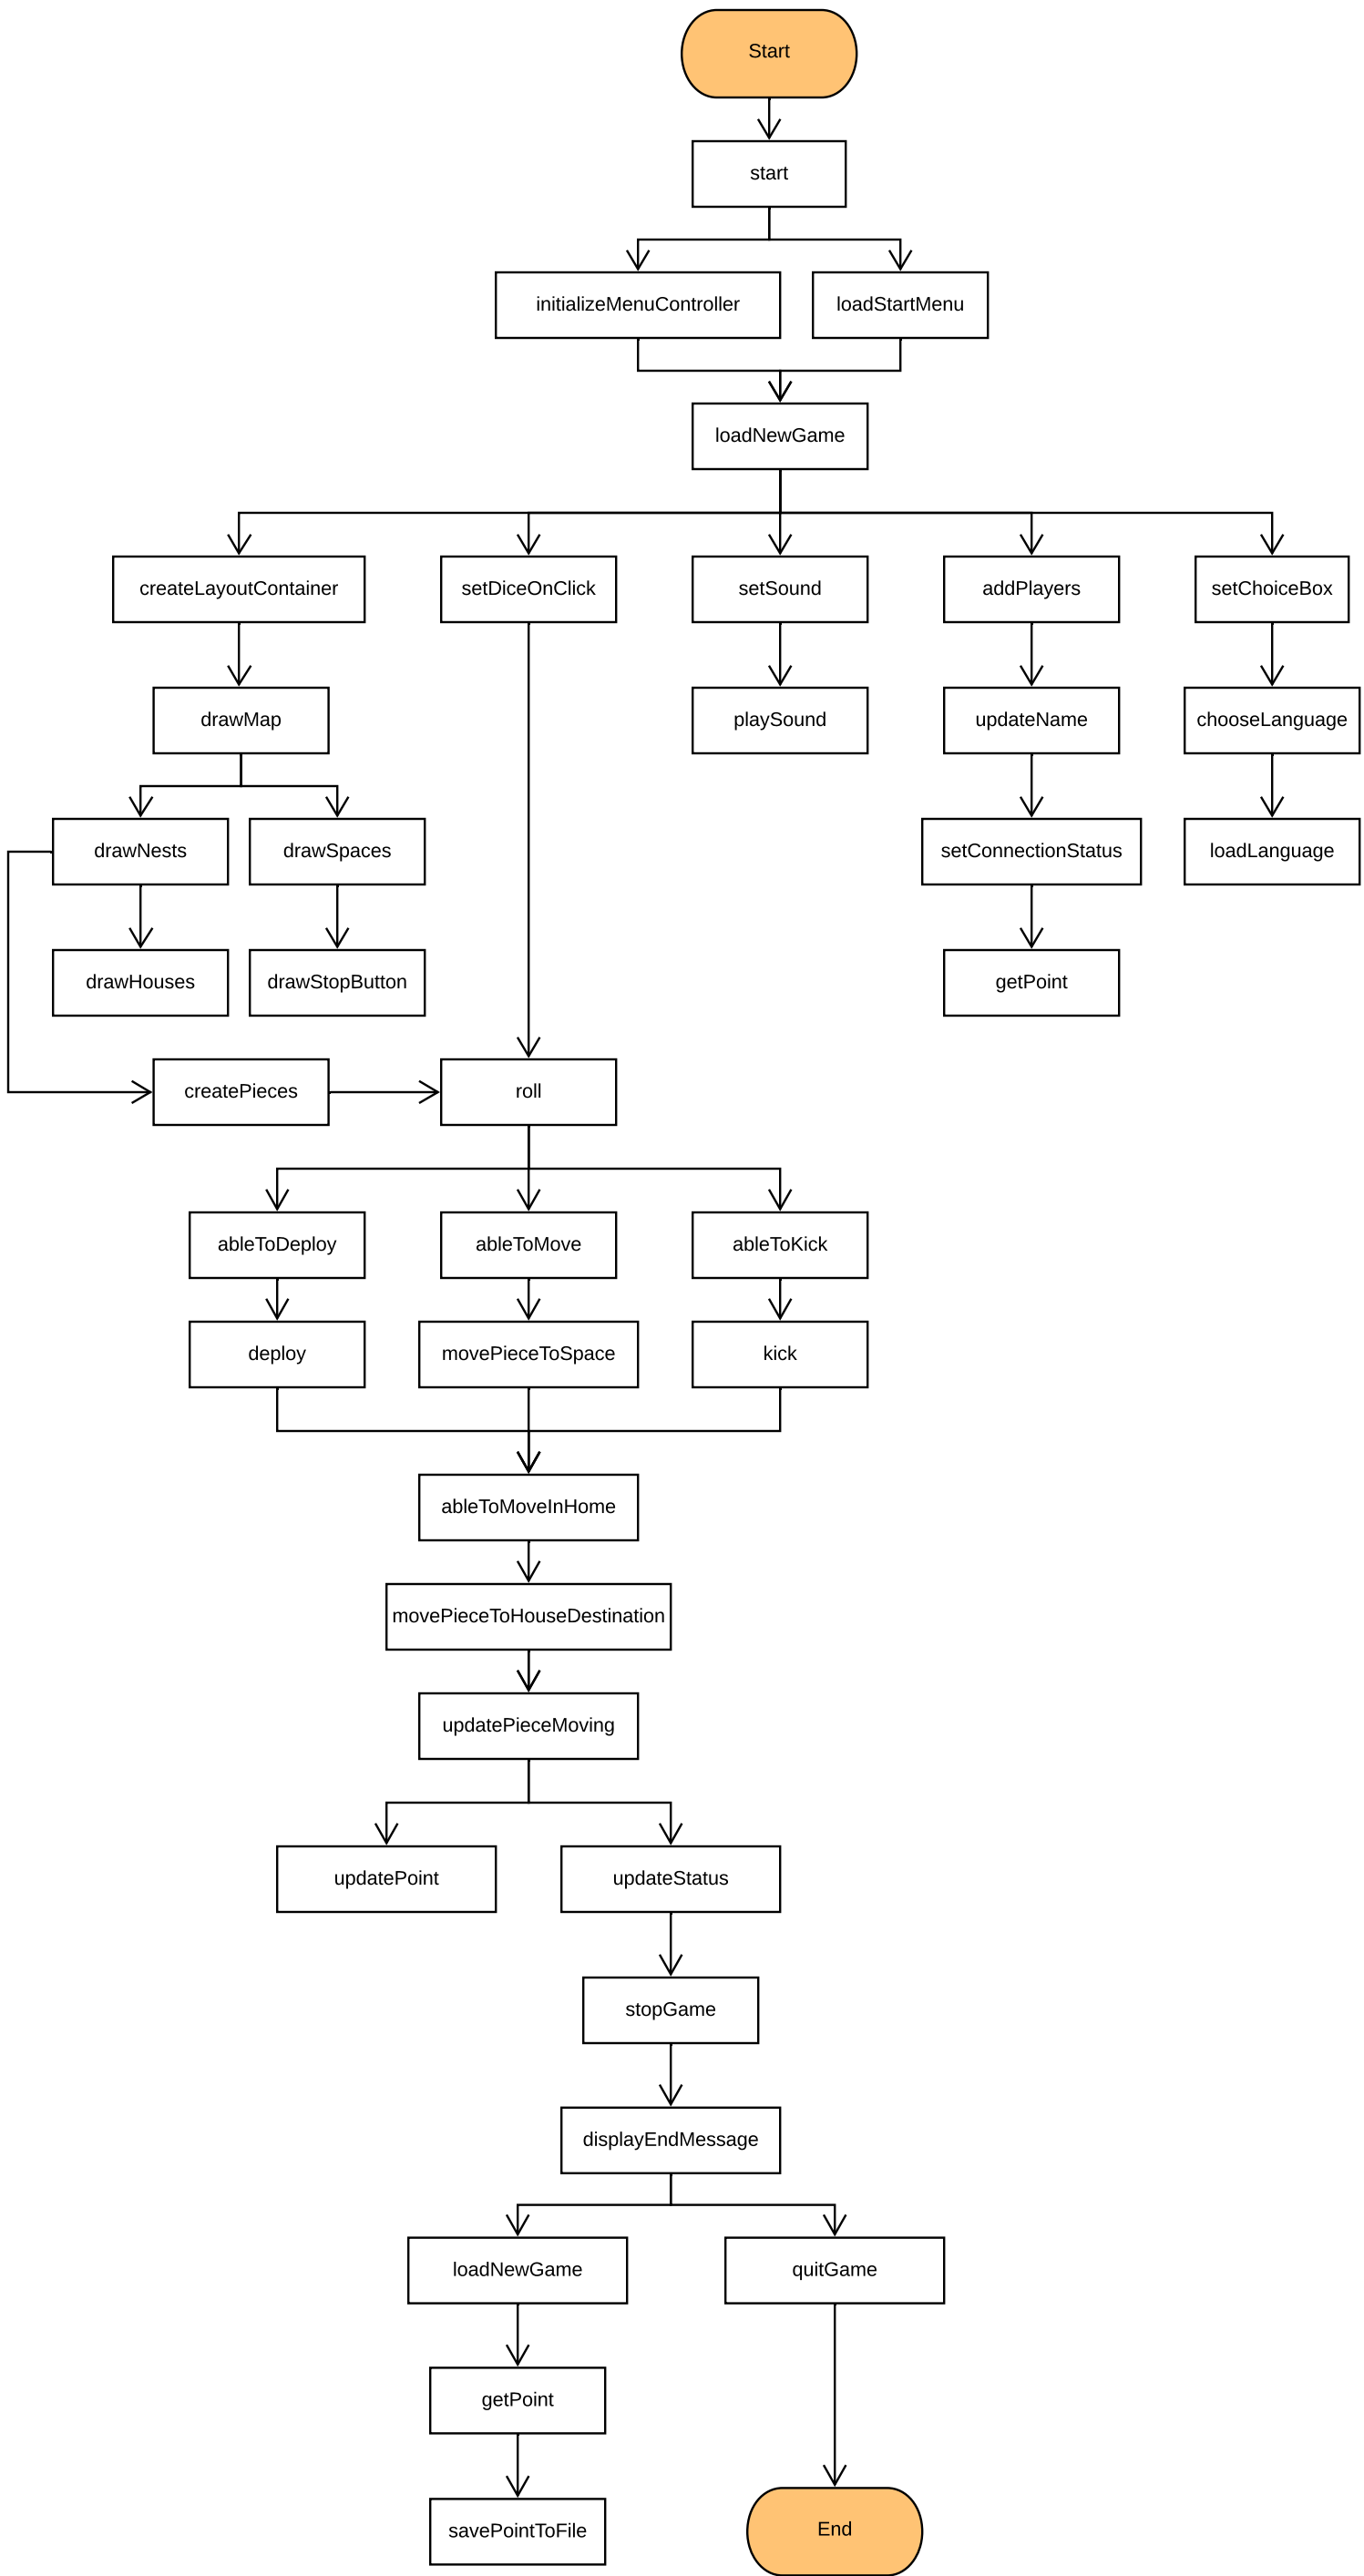 Start
start
initializeMenuController
loadStartMenu
loadNewGame
createLayoutContainer
setDiceOnClick
setSound
addPlayers
setChoiceBox
drawMap
playSound
updateName
chooseLanguage
drawNests
drawSpaces
setConnectionStatus
loadLanguage
drawHouses
drawStopButton
getPoint
createPieces
roll
ableToDeploy
ableToMove
ableToKick
deploy
movePieceToSpace
kick
ableToMoveInHome
movePieceToHouseDestination
updatePieceMoving
updatePoint
updateStatus
stopGame
displayEndMessage
loadNewGame
quitGame
getPoint
savePointToFile
End